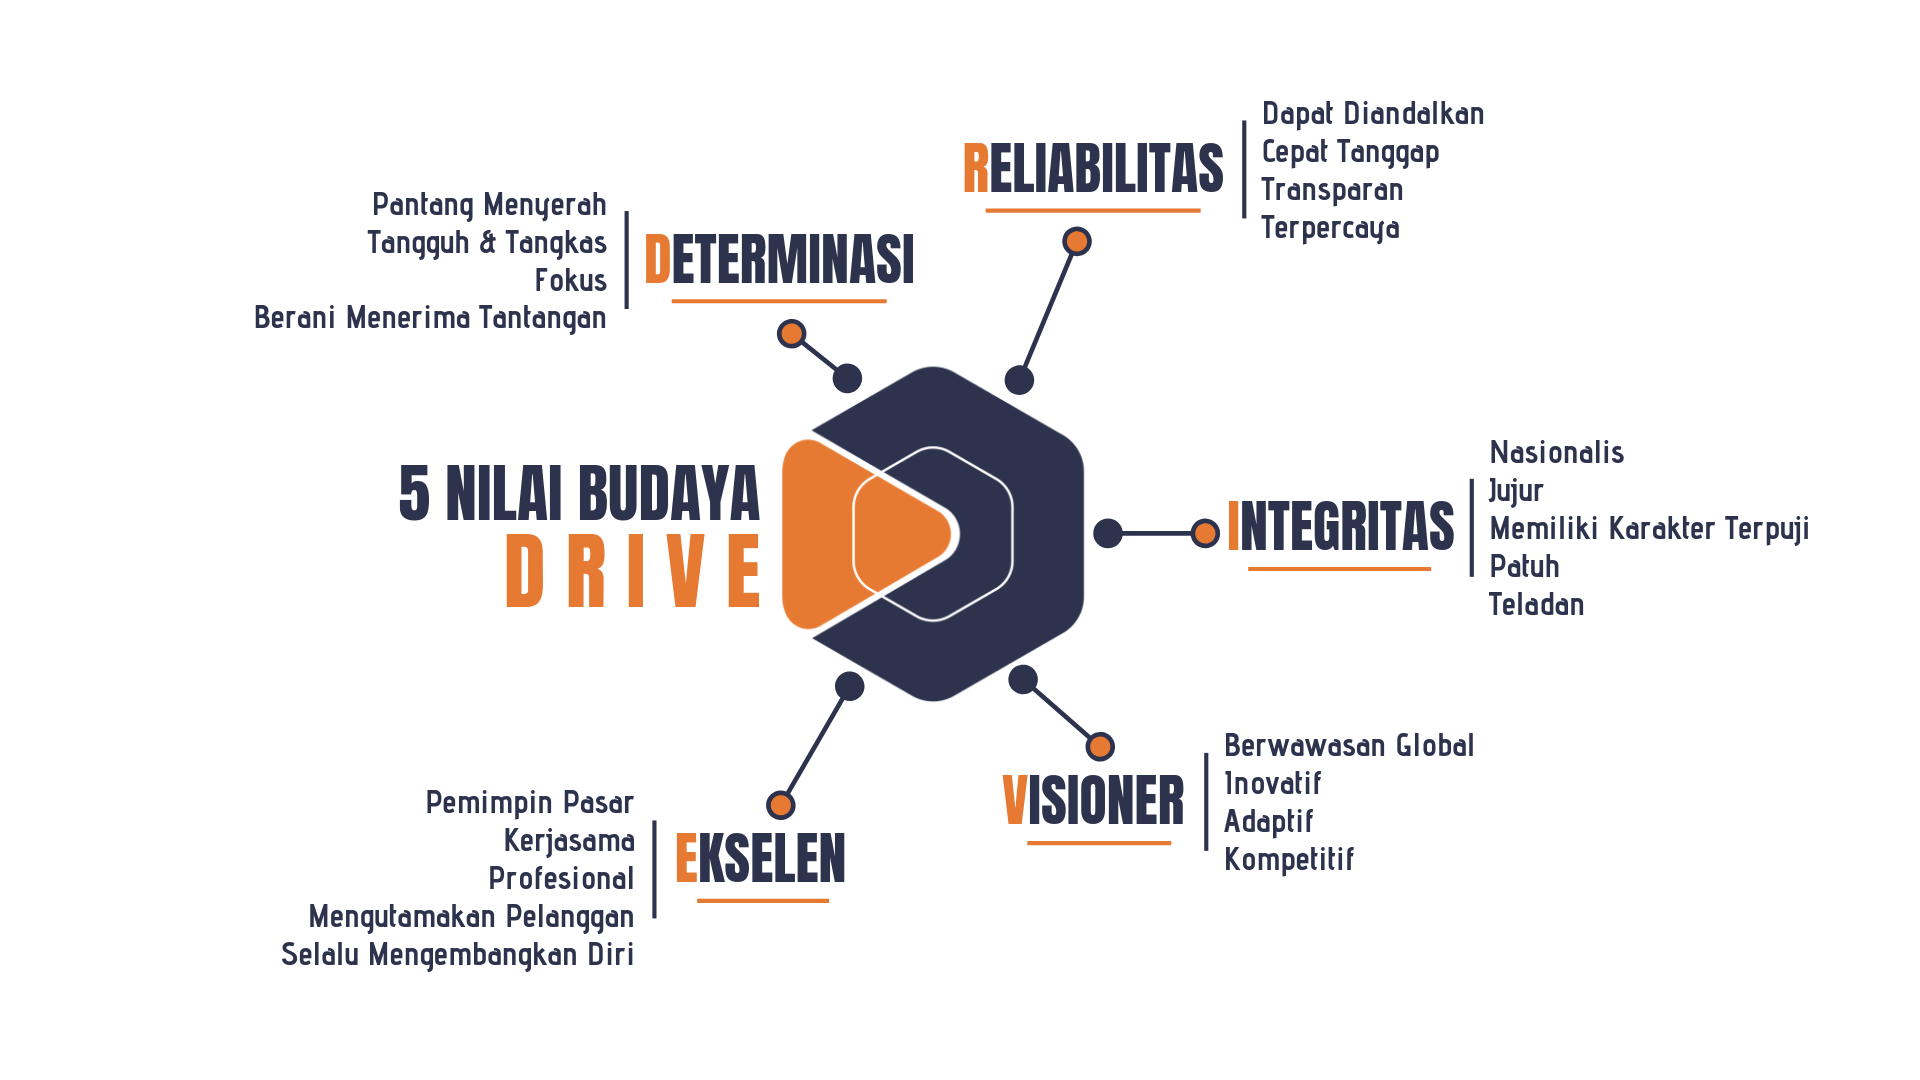 5 NILAI BUDAYA
DRIVE
DETERMINASI
Pantang Menyerah
Tangguh & Tangkas
Fokus
Berani Menerima Tantangan
RELIABILITAS
Dapat Diandalkan
Cepat Tanggap
Transparan
Terpercaya
INTEGRITAS
Nasionalis
Jujur
Memiliki Karakter Terpuji
Patuh
Teladan
VISIONER
Berwawasan Global
Inovatif
Adaptif
Kompetitif
EKSELEN
Pemimpin Pasar
Kerjasama
Profesional
Mengutamakan Pelanggan
Selalu Mengembangkan Diri